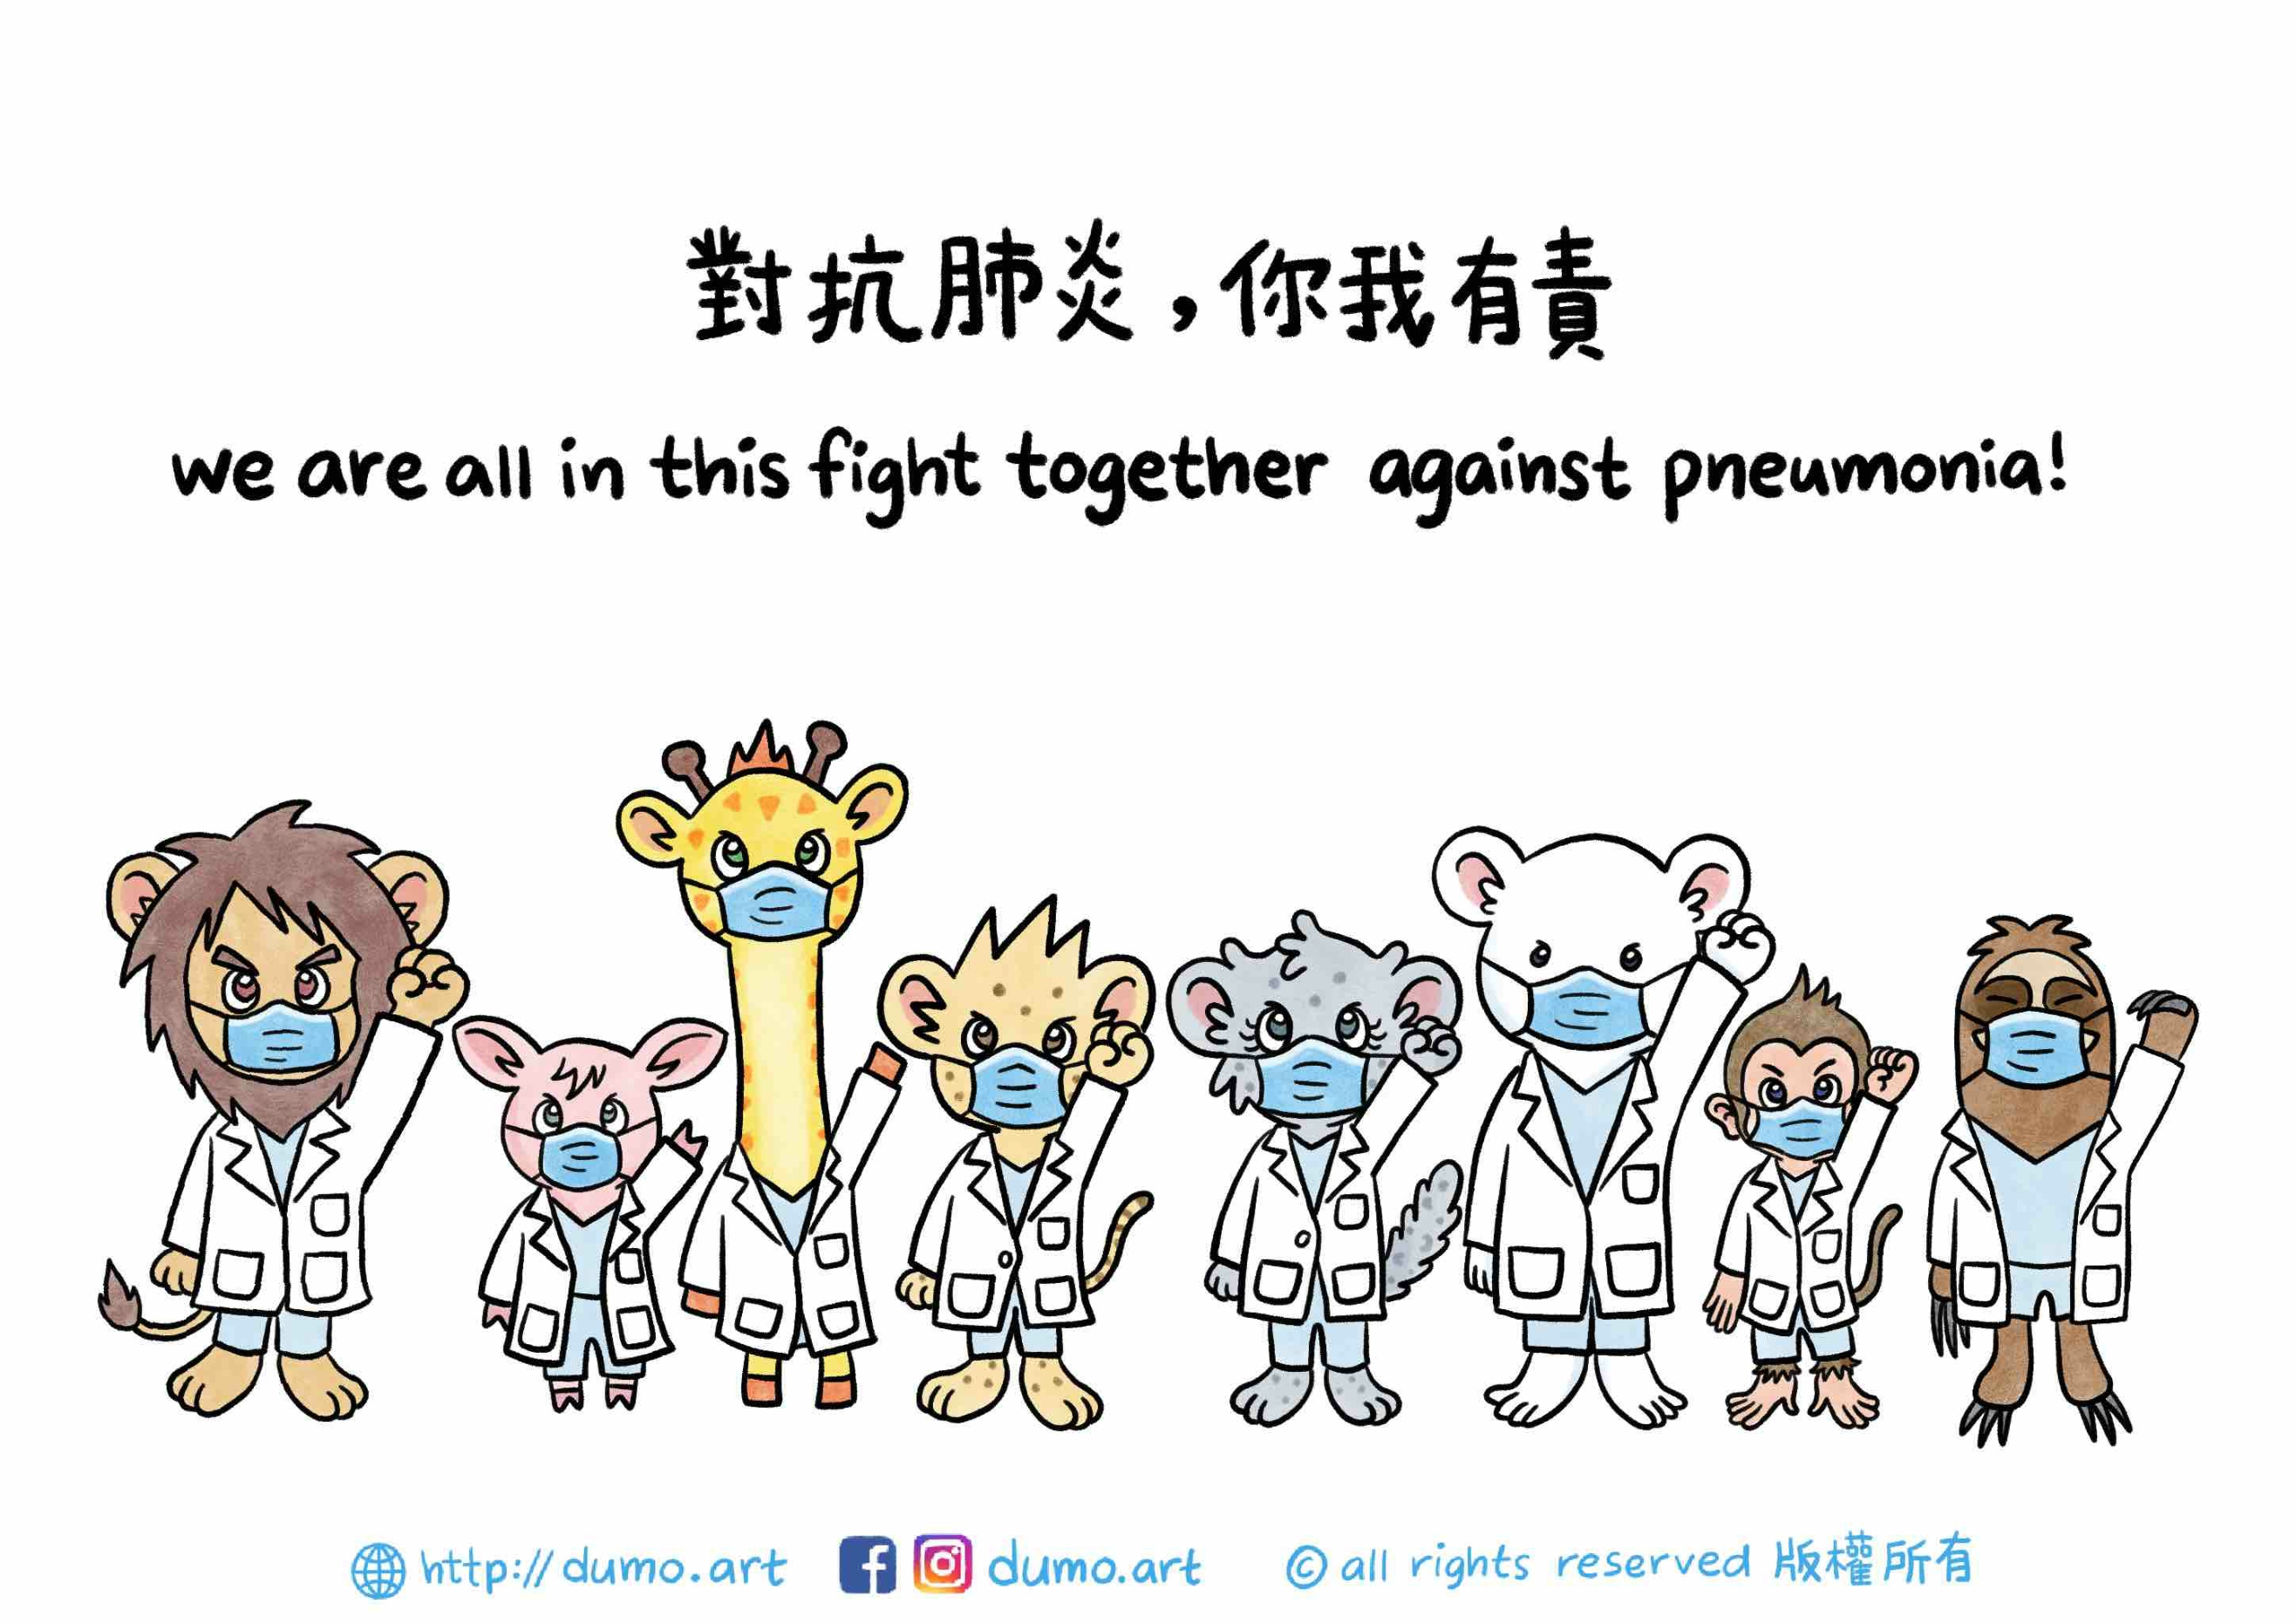 對抗肺炎，你我有責
we are all in this fight together against pneumonia!
http://dumo.art dumo.art © all rights reserved 版權所有